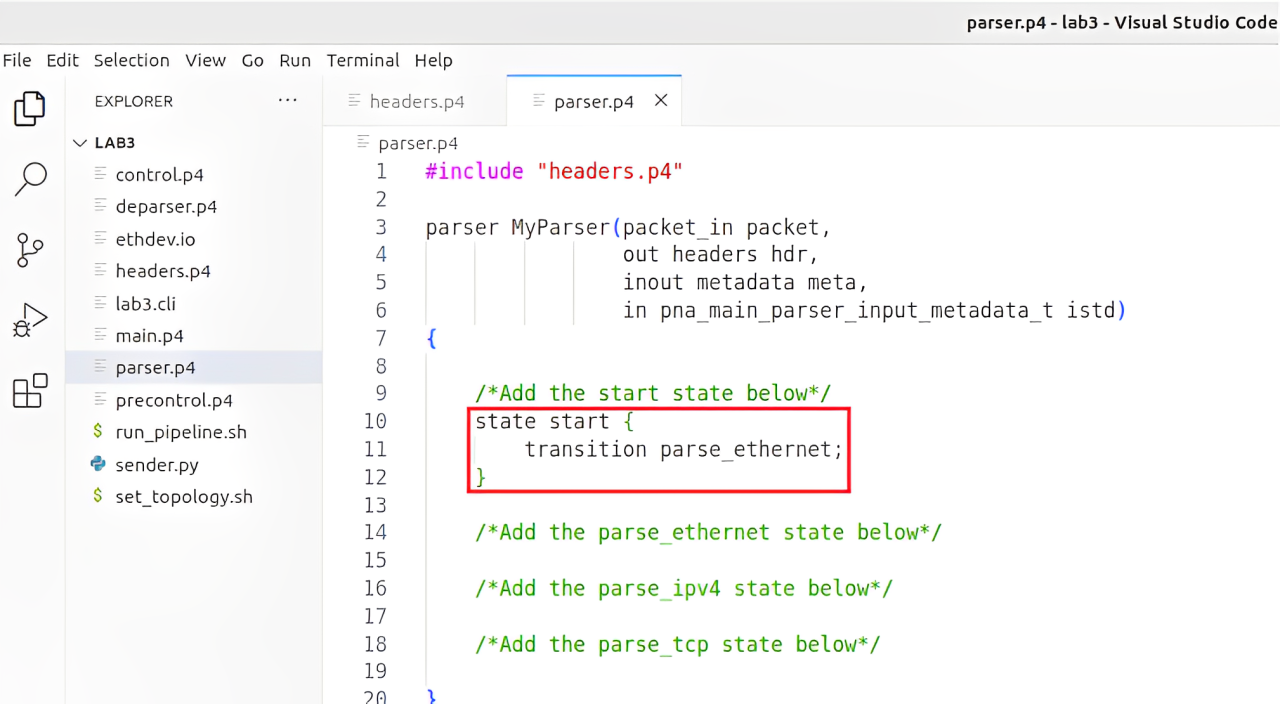 parser.p4 - lab3 - Visual Studio Code
File Edit Selection View Go Run Terminal Help
EXPLORER ···
LAB3
control.p4
deparser.p4
ethdev.io
headers.p4
lab3.cli
main.p4
parser.p4
precontrol.p4
$ run_pipeline.sh
sender.py
$ set_topology.sh
headers.p4
parser.p4
parser.p4
1 #include "headers.p4"
2
3 parser MyParser(packet_in packet,
4 out headers hdr,
5 inout metadata meta,
6 in pna_main_parser_input_metadata_t istd)
7 {
8
9 /*Add the start state below*/
10 state start {
11 transition parse_ethernet;
12 }
13
14 /*Add the parse_ethernet state below*/
15
16 /*Add the parse_ipv4 state below*/
17
18 /*Add the parse_tcp state below*/
19
20 }